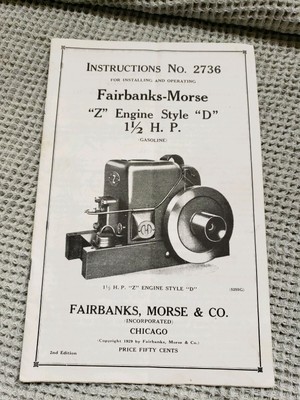 INSTRUCTIONS NO. 2736
FOR INSTALLING AND OPERATING
Fairbanks-Morse
"Z" Engine Style "D"
1½ H. P.
(GASOLINE)
1½ H. P. "Z" ENGINE STYLE "D"
FAIRBANKS, MORSE & CO.
(INCORPORATED)
CHICAGO
(Copyright 1929 by Fairbanks, Morse & Co.)
2nd Edition
PRICE FIFTY CENTS